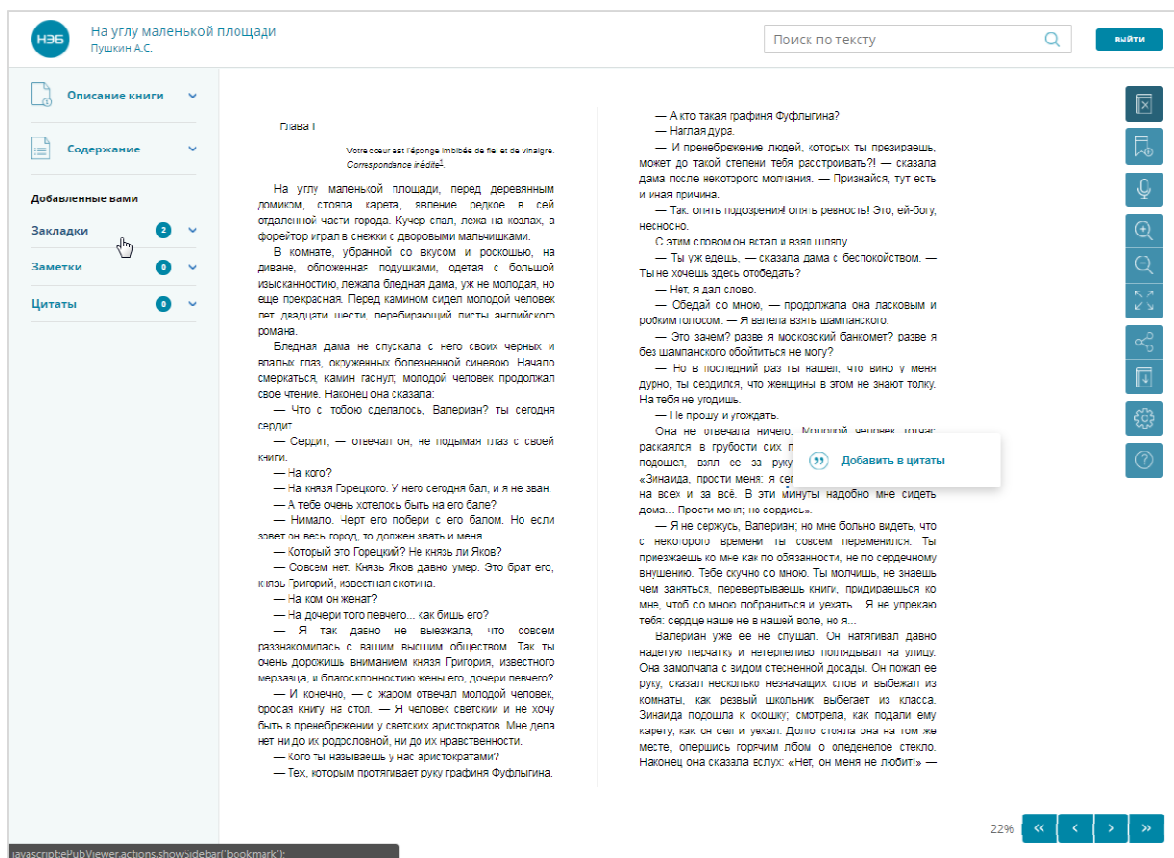 НЭБ
На углу маленькой площади
Пушкин А.С.
Поиск по тексту
выйти
Описание книги
Содержание
Добавленные вами
Закладки 2
Заметки 0
Цитаты 0
Глава I
Votre cœur est l'éponge imbibée de fiel et de vinaigre.
Correspondance inédite1.
На углу маленькой площади, перед деревянным
домиком, стояла карета, явление редкое в сей
отдаленной части города. Кучер спал, лежа на козлах, а
форейтор играл в снежки с дворовыми мальчишками.
В комнате, убранной со вкусом и роскошью, на
диване, обложенная подушками, одетая с большой
изысканностию, лежала бледная дама, уж не молодая, но
еще прекрасная. Перед камином сидел молодой человек
лет двадцати шести, перебирающий листы английского
романа.
Бледная дама не спускала с него своих черных и
впалых глаз, окруженных болезненной синевою. Начало
смеркаться, камин гаснул; молодой человек продолжал
свое чтение. Наконец она сказала:
— Что с тобою сделалось, Валериан? ты сегодня
сердит.
— Сердит, — отвечал он, не подымая глаз с своей
книги.
— На кого?
— На князя Горецкого. У него сегодня бал, и я не зван.
— А тебе очень хотелось быть на его бале?
— Нимало. Черт его побери с его балом. Но если
зовет он весь город, то должен звать и меня.
— Который это Горецкий? Не князь ли Яков?
— Совсем нет. Князь Яков давно умер. Это брат его,
князь Григорий, известная скотина.
— На ком он женат?
— На дочери того певчего... как бишь его?
— Я так давно не выезжала, что совсем
раззнакомилась с вашим высшим обществом. Так ты
очень дорожишь вниманием князя Григория, известного
мерзавца, и благосклонностию жены его, дочери певчего?
— И конечно, — с жаром отвечал молодой человек,
бросая книгу на стол. — Я человек светский и не хочу
быть в пренебрежении у светских аристократов. Мне дела
нет ни до их родословной, ни до их нравственности.
— Кого ты называешь у нас аристократами?
— Тех, которым протягивает руку графиня Фуфлыгина.
— А кто такая графиня Фуфлыгина?
— Наглая дура.
— И пренебрежение людей, которых ты презираешь,
может до такой степени тебя расстроивать?! — сказала
дама после некоторого молчания. — Признайся, тут есть
и иная причина.
— Так: опять подозрения! опять ревность! Это, ей-богу,
несносно.
С этим словом он встал и взял шляпу.
— Ты уж едешь, — сказала дама с беспокойством. —
Ты не хочешь здесь отобедать?
— Нет, я дал слово.
— Обедай со мною, — продолжала она ласковым и
робким голосом. — Я велела взять шампанского.
— Это зачем? разве я московский банкомет? разве я
без шампанского обойтиться не могу?
— Но в последний раз ты нашел, что вино у меня
дурно, ты сердился, что женщины в этом не знают толку.
На тебя не угодишь.
— Не прошу и угождать.
Она не отвечала ничего. Молодой человек тотчас
раскаялся в грубости сих
подошел, взял ее за руку
«Зинаида, прости меня: я
на всех и за всё. В эти минуты надобно мне сидеть
дома... Прости меня; не сердись».
— Я не сержусь, Валериан; но мне больно видеть, что
с некоторого времени ты совсем переменился. Ты
приезжаешь ко мне как по обязанности, не по сердечному
внушению. Тебе скучно со мною. Ты молчишь, не знаешь
чем заняться, перевертываешь книги, придираешься ко
мне, чтоб со мною побраниться и уехать... Я не упрекаю
тебя: сердце наше не в нашей воле, но я...
Валериан уже ее не слушал. Он натягивал давно
надетую перчатку и нетерпеливо поглядывал на улицу.
Она замолчала с видом стесненной досады. Он пожал ее
руку, сказал несколько незначащих слов и выбежал из
комнаты, как резвый школьник выбегает из класса.
Зинаида подошла к окошку; смотрела, как подали ему
карету, как он сел и уехал. Долго стояла она на том же
месте, опершись горячим лбом о оледенелое стекло.
Наконец она сказала вслух: «Нет, он меня не любит!» —
Добавить в цитаты
22%
javascript:ePubViewer.actions.showSidebar('bookmark');